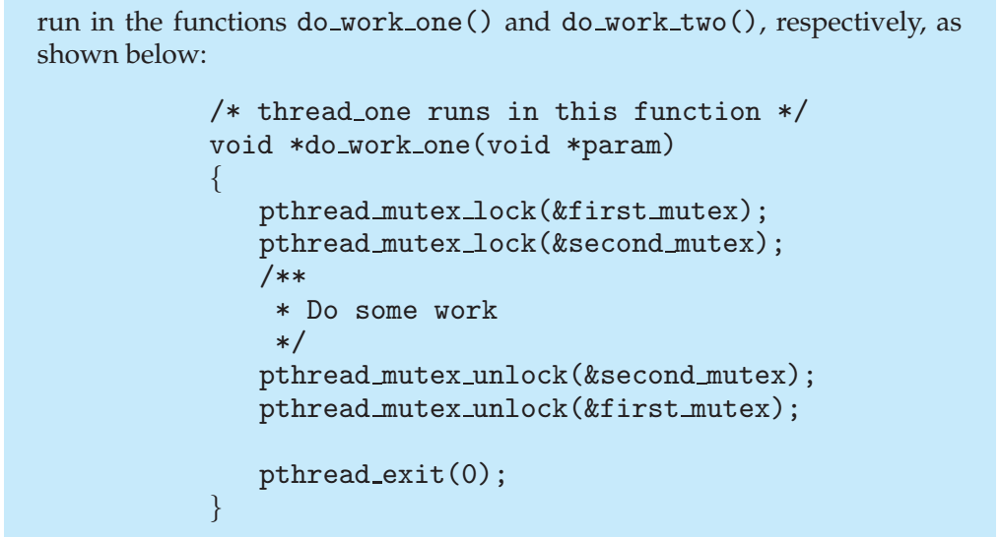 run in the functions do_work_one() and do_work_two(), respectively, as
shown below:
/* thread_one runs in this function */
void *do_work_one(void *param)
{
pthread_mutex_lock(&first_mutex);
pthread_mutex_lock(&second_mutex);
/**
* Do some work
*/
pthread_mutex_unlock(&second_mutex);
pthread_mutex_unlock(&first_mutex);
pthread_exit(0);
}